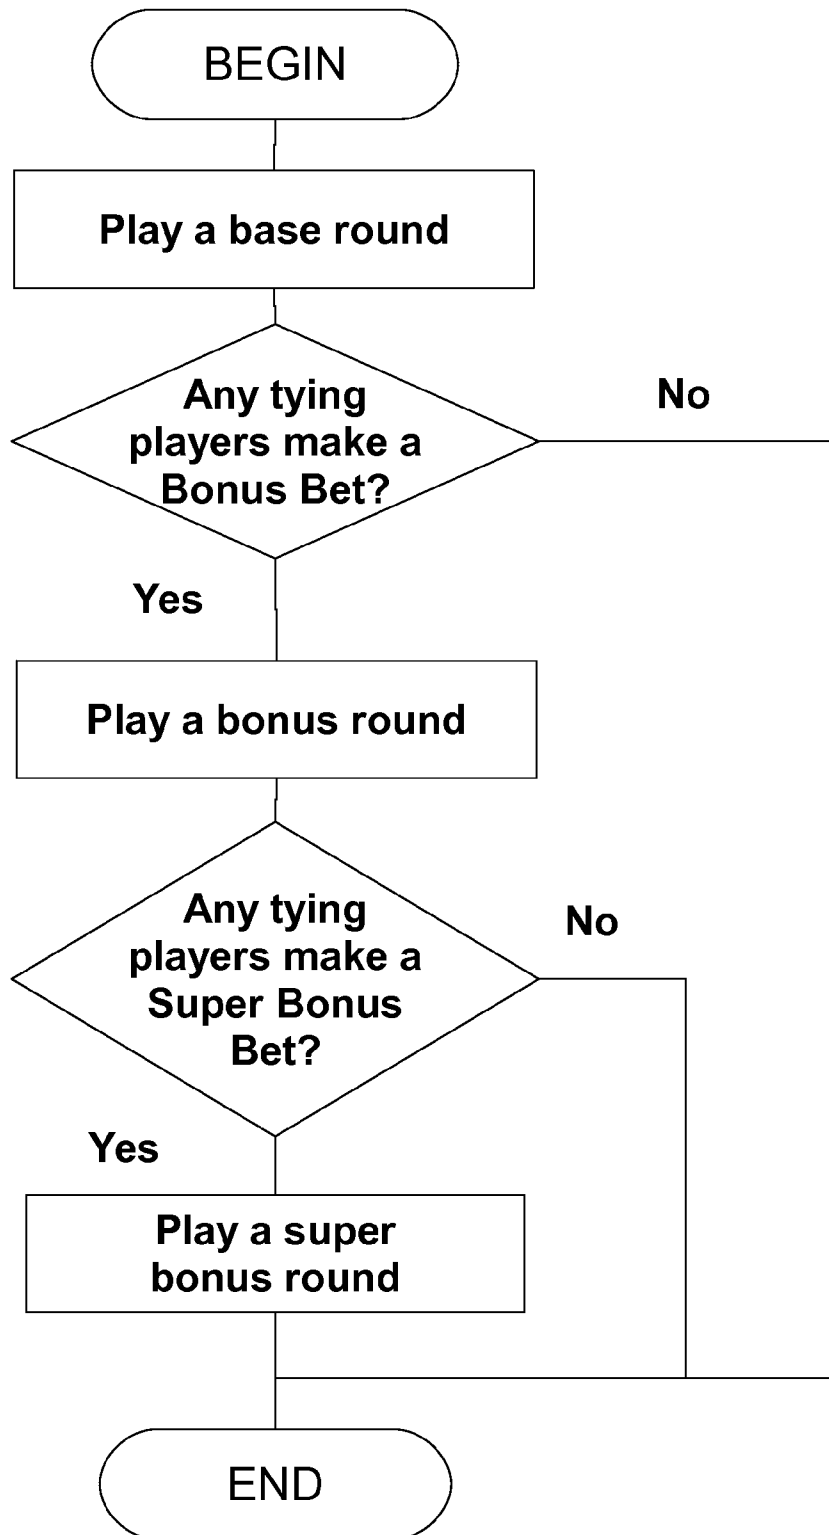 BEGIN
Play a base round
Any tying
players make a
Bonus Bet?
No
Yes
Play a bonus round
Any tying
players make a
Super Bonus
Bet?
No
Yes
Play a super
bonus round
END